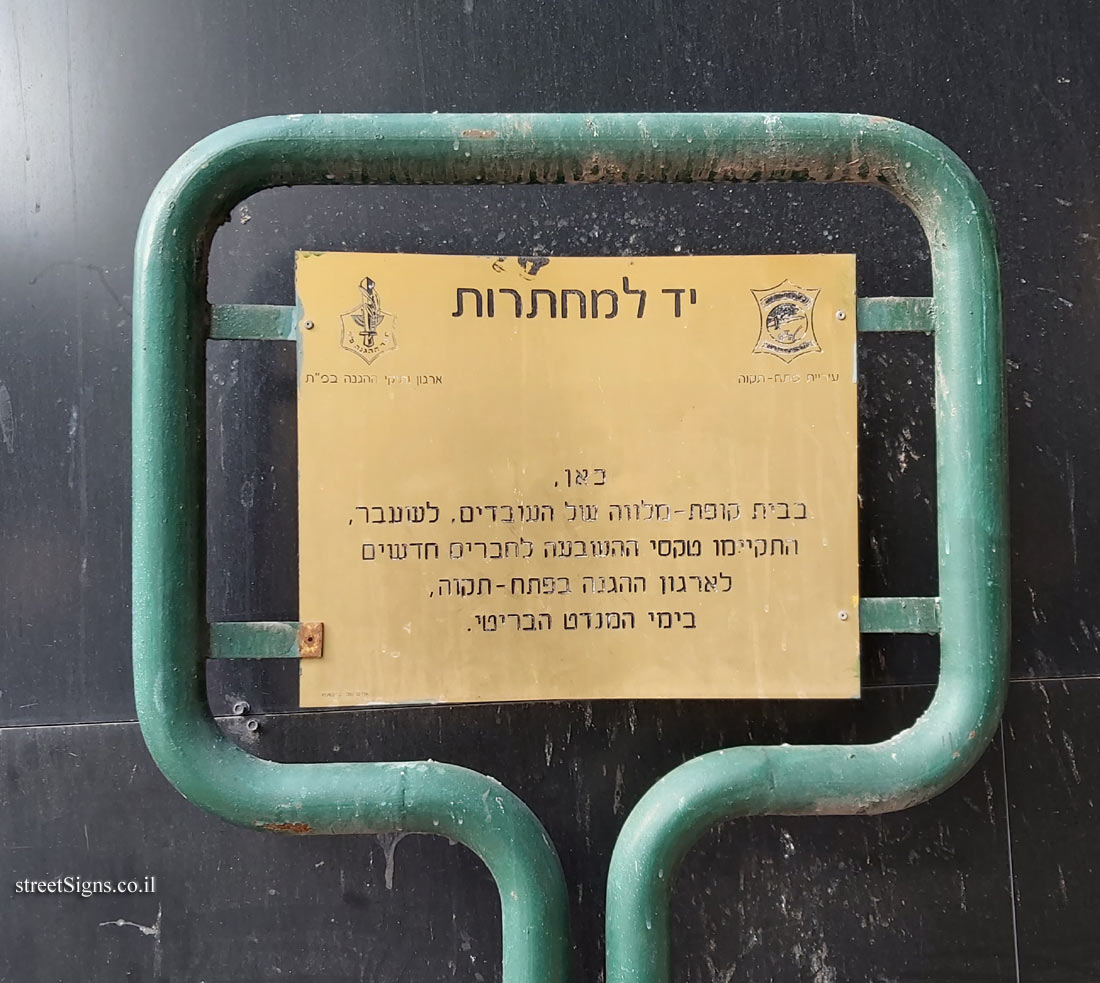 יד למחתרות
עיריית פתח-תקוה
ארגון ותיקי ההגנה בפ"ת
כאן,
בבית קופת-מלווה של העובדים, לשעבר,
התקיימו טקסי ההשבעה לחברים חדשים
לארגון ההגנה בפתח-תקוה,
בימי המנדט הבריטי.
streetSigns.co.il